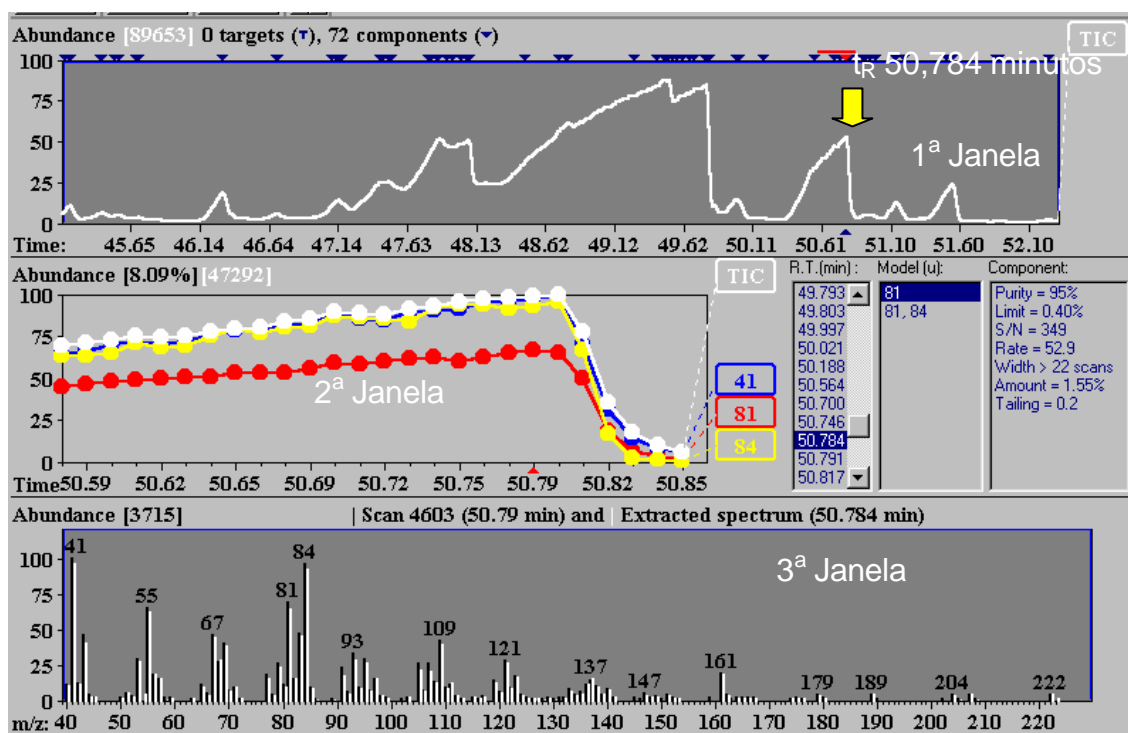 Abundance [89653] 0 targets (T), 72 components (▼)
TIC
tR 50,784 minutos
1ª Janela
100
75
50
25
0
Time: 45.65 46.14 46.64 47.14 47.63 48.13 48.62 49.12 49.62 50.11 50.61 51.10 51.60 52.10
Abundance [8.09%] [47292]
TIC
100
75
50
25
0
2ª Janela
41
81
84
Time 50.59 50.62 50.65 50.69 50.72 50.75 50.79 50.82 50.85
R.T.(min) :
49.793
49.803
49.997
50.021
50.188
50.564
50.700
50.746
50.784
50.791
50.817
Model (u):
81
81, 84
Component:
Purity = 95%
Limit = 0.40%
S/N = 349
Rate = 52.9
Width > 22 scans
Amount = 1.55%
Tailing = 0.2
Abundance [3715] | Scan 4603 (50.79 min) and | Extracted spectrum (50.784 min)
3ª Janela
100
75
50
25
0
41 55 67 81 84 93 109 121 137 147 161 179 189 204 222
m/z: 40 50 60 70 80 90 100 110 120 130 140 150 160 170 180 190 200 210 220